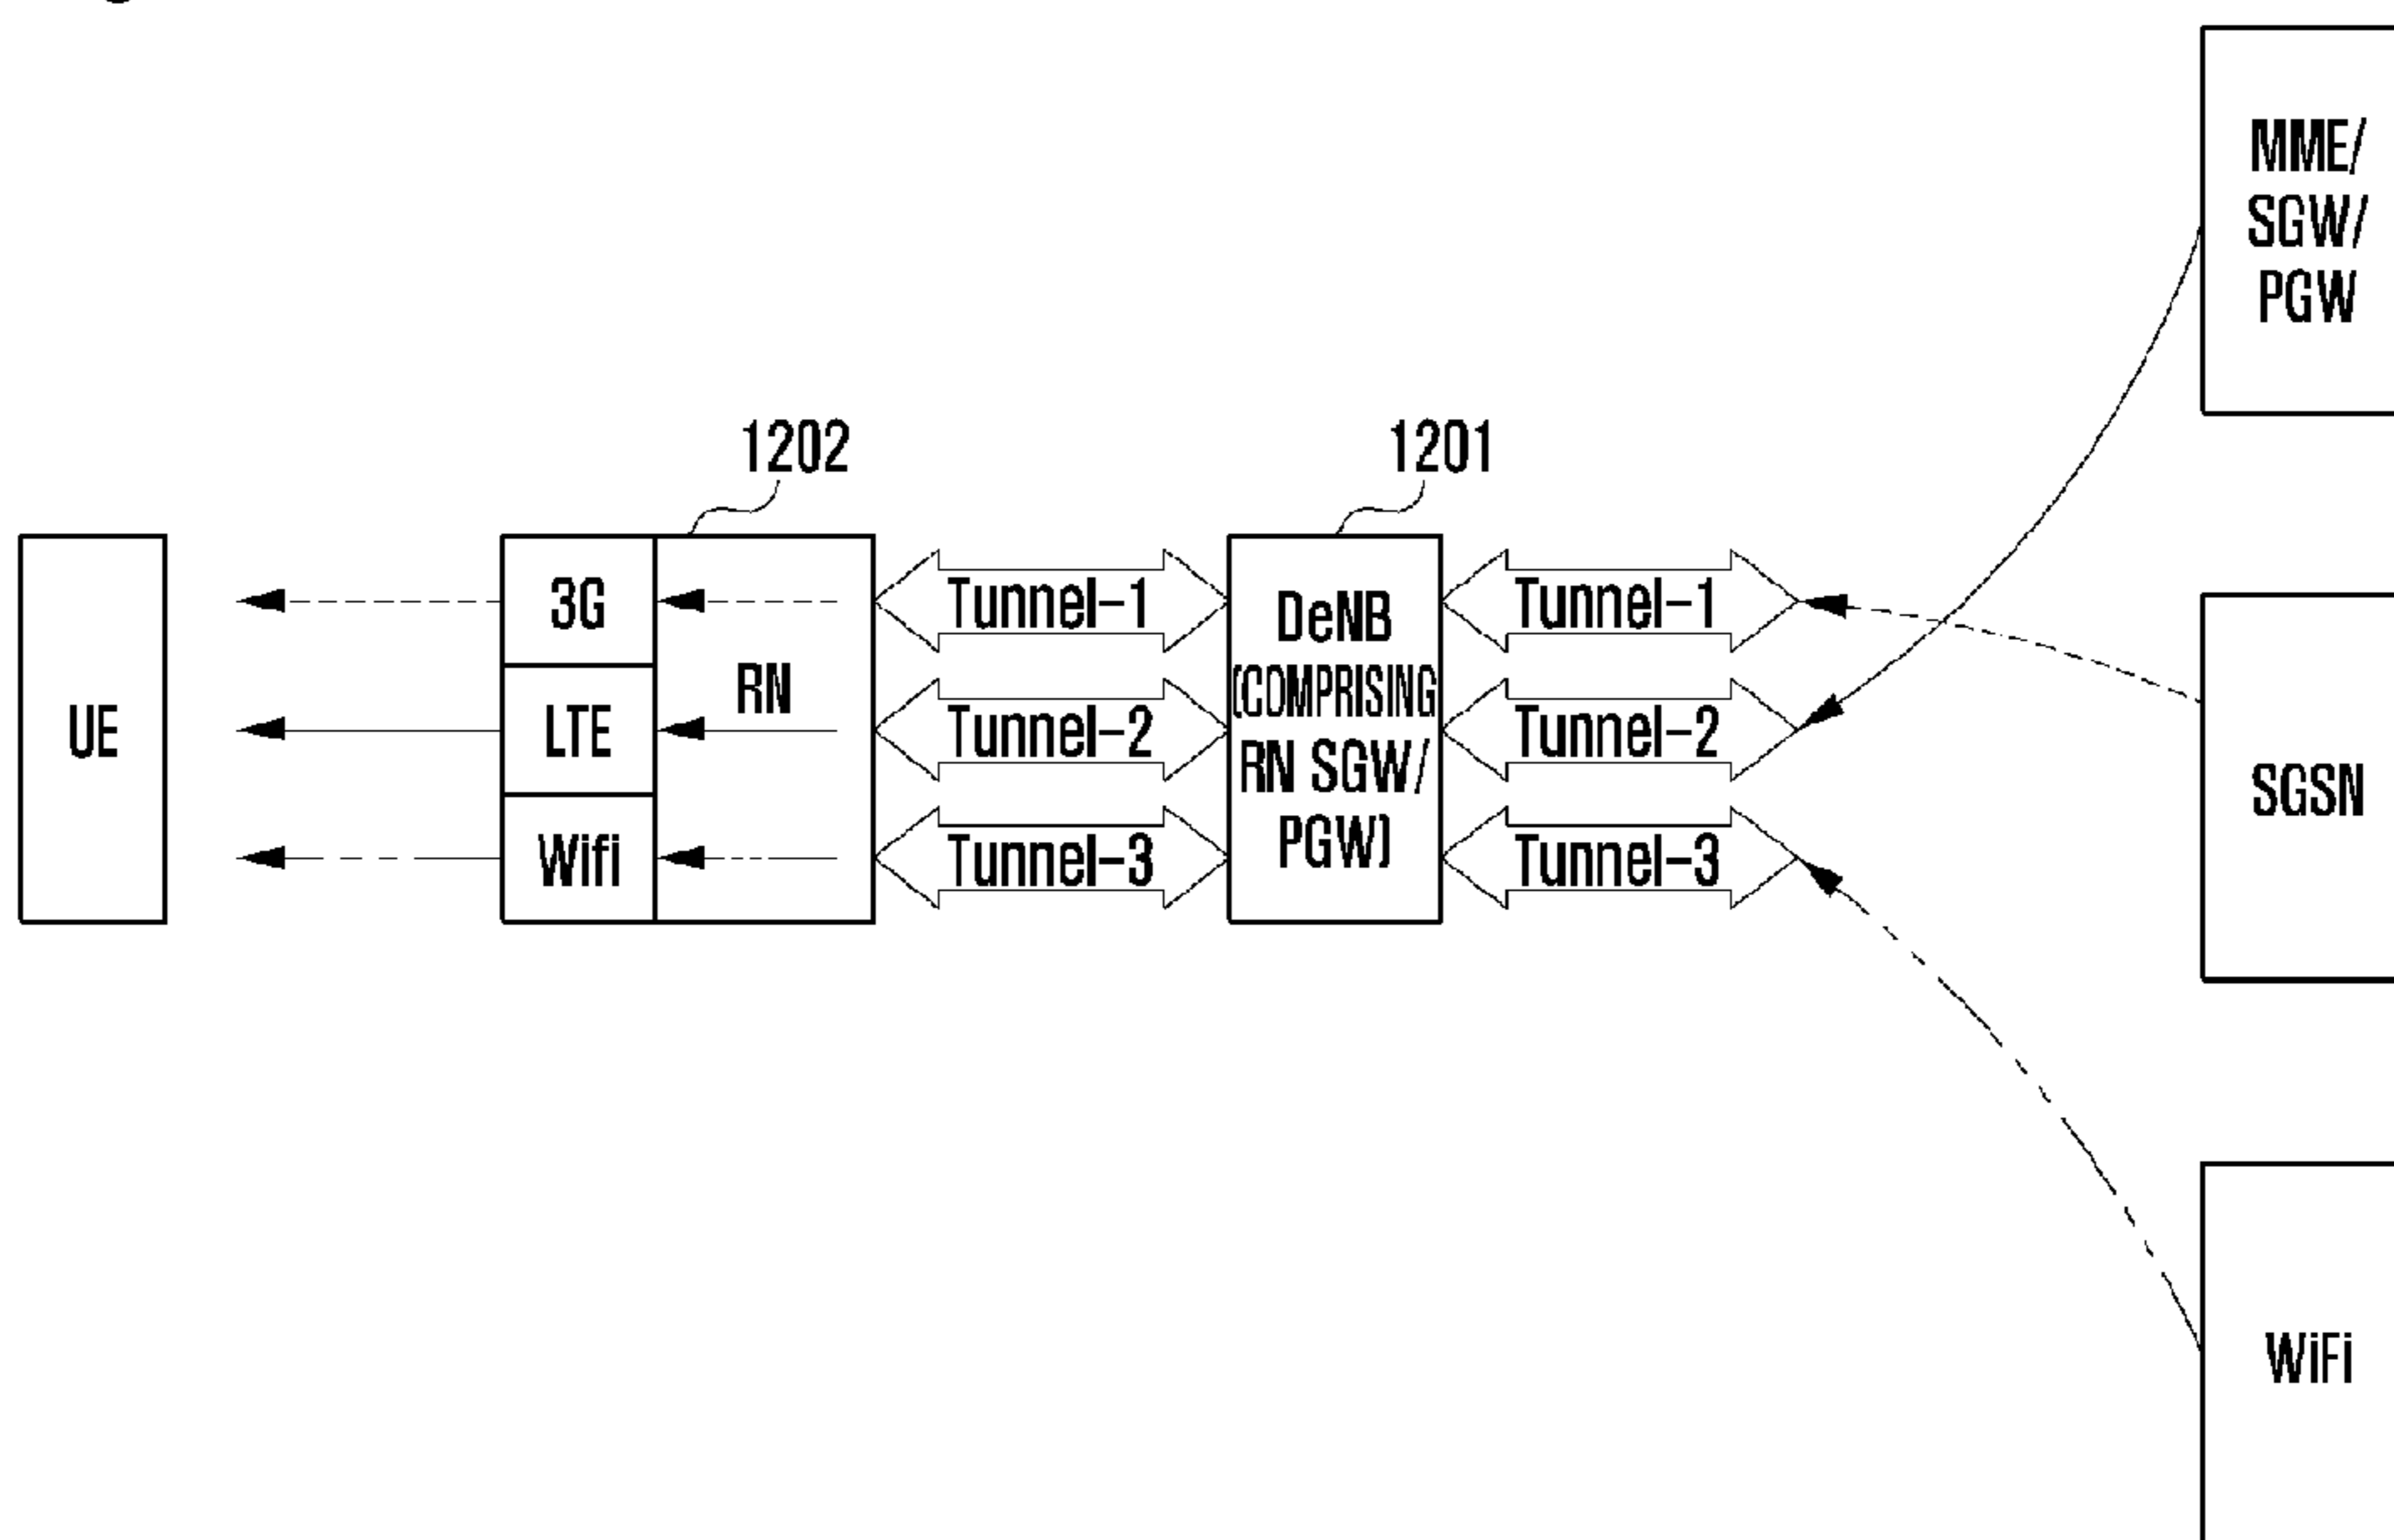 MME/
SGW/
PGW
1202
1201
UE
3G
LTE
Wifi
RN
Tunnel-1
Tunnel-2
Tunnel-3
DeNB
(COMPRISING
RN SGW/
PGW)
Tunnel-1
Tunnel-2
Tunnel-3
SGSN
WiFi